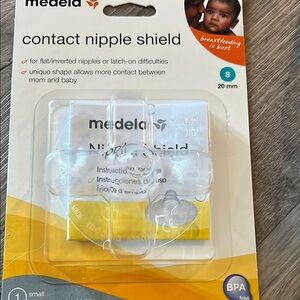 medela
contact nipple shield
✓ for flat/inverted nipples or latch-on difficulties
✓ unique shape allows more contact between
mom and baby
breastfeeding
is best
S
20 mm
medela
Nipple Shield
Instrucciones de uso
1 small
BPA
free